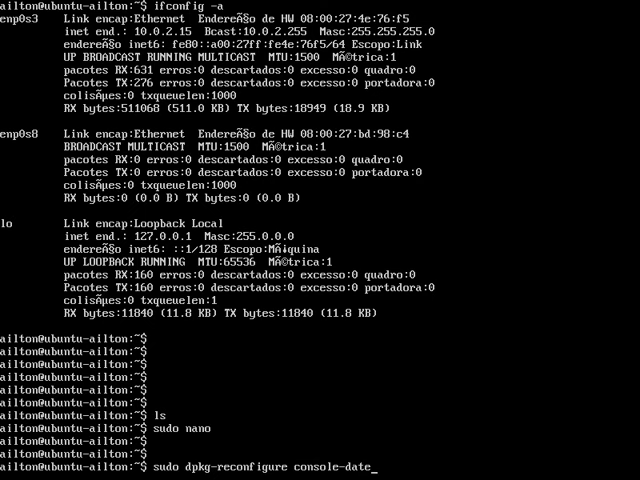 ailton@ubuntu-ailton:~$ ifconfig -a
enp0s3    Link encap:Ethernet  EndereÃ§o de HW 08:00:27:4e:76:f5
          inet end.: 10.0.2.15  Bcast:10.0.2.255  Masc:255.255.255.0
          endereÃ§o inet6: fe80::a00:27ff:fe4e:76f5/64 Escopo:Link
          UP BROADCAST RUNNING MULTICAST  MTU:1500  MÃ©trica:1
          pacotes RX:631 erros:0 descartados:0 excesso:0 quadro:0
          Pacotes TX:276 erros:0 descartados:0 excesso:0 portadora:0
          colisÃµes:0 txqueuelen:1000
          RX bytes:511068 (511.0 KB) TX bytes:18949 (18.9 KB)
enp0s8    Link encap:Ethernet  EndereÃ§o de HW 08:00:27:bd:98:c4
          BROADCAST MULTICAST  MTU:1500  MÃ©trica:1
          pacotes RX:0 erros:0 descartados:0 excesso:0 quadro:0
          Pacotes TX:0 erros:0 descartados:0 excesso:0 portadora:0
          colisÃµes:0 txqueuelen:1000
          RX bytes:0 (0.0 B) TX bytes:0 (0.0 B)
lo        Link encap:Loopback Local
          inet end.: 127.0.0.1  Masc:255.0.0.0
          endereÃ§o inet6: ::1/128 Escopo:MÃ¡quina
          UP LOOPBACK RUNNING  MTU:65536  MÃ©trica:1
          pacotes RX:160 erros:0 descartados:0 excesso:0 quadro:0
          Pacotes TX:160 erros:0 descartados:0 excesso:0 portadora:0
          colisÃµes:0 txqueuelen:1
          RX bytes:11840 (11.8 KB) TX bytes:11840 (11.8 KB)
ailton@ubuntu-ailton:~$
ailton@ubuntu-ailton:~$
ailton@ubuntu-ailton:~$
ailton@ubuntu-ailton:~$
ailton@ubuntu-ailton:~$
ailton@ubuntu-ailton:~$
ailton@ubuntu-ailton:~$ ls
ailton@ubuntu-ailton:~$ sudo nano
ailton@ubuntu-ailton:~$
ailton@ubuntu-ailton:~$
ailton@ubuntu-ailton:~$ sudo dpkg-reconfigure console-date_